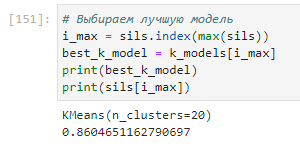 [151]: # Выбираем лучшую модель
i_max = sils.index(max(sils))
best_k_model = k_models[i_max]
print(best_k_model)
print(sils[i_max])
KMeans(n_clusters=20)
0.8604651162790697